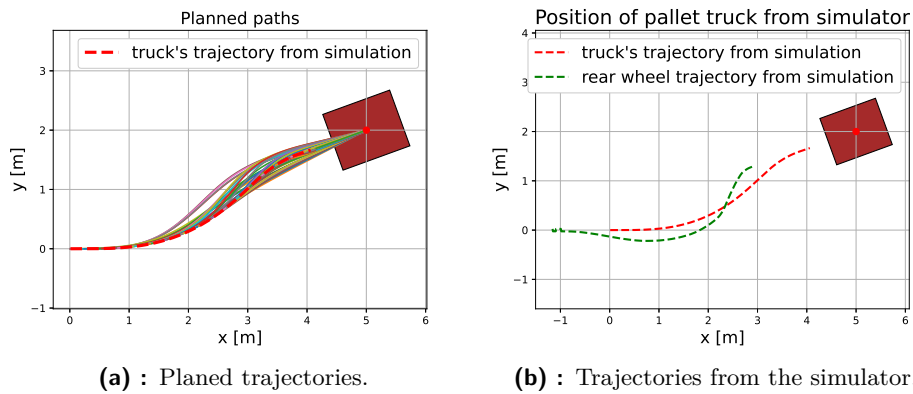 Planned paths
truck's trajectory from simulation
3
2
1
0
−1
y [m]
0
1
2
3
4
5
6
x [m]
(a) : Planed trajectories.
Position of pallet truck from simulator
truck's trajectory from simulation
rear wheel trajectory from simulation
4
3
2
1
0
−1
y [m]
−1
0
1
2
3
4
5
6
x [m]
(b) : Trajectories from the simulator